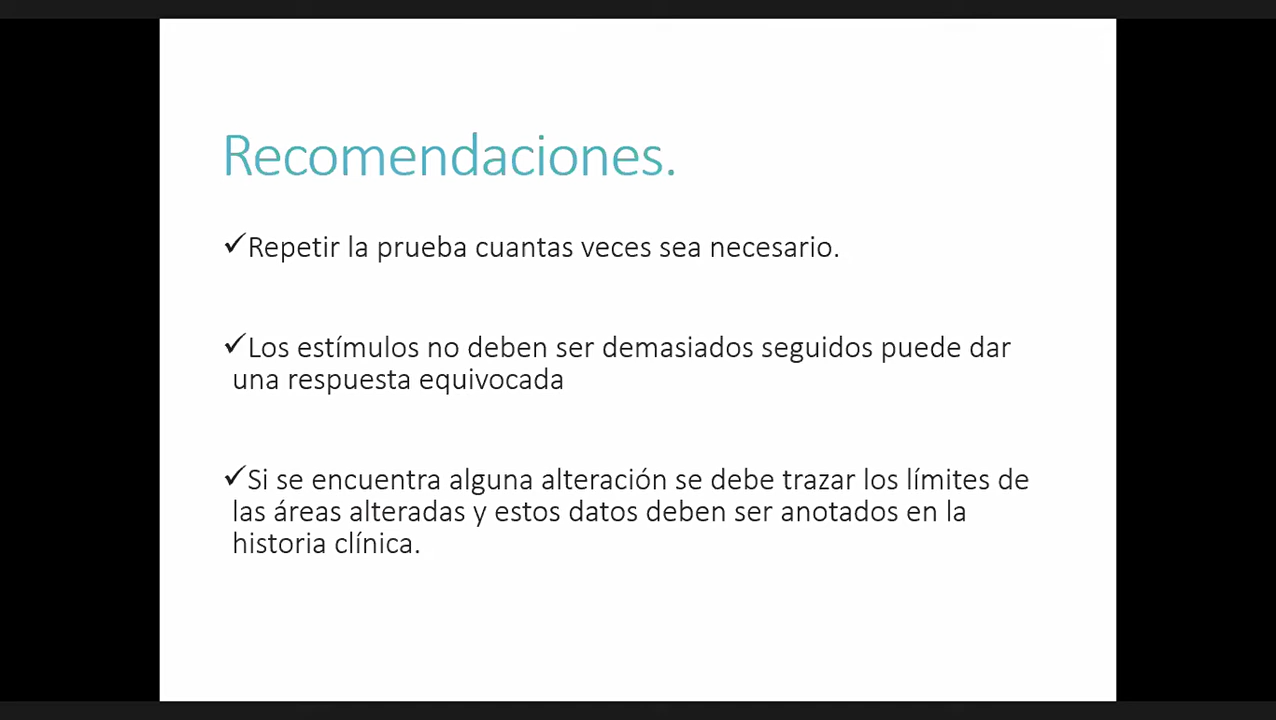 Recomendaciones.
✓Repetir la prueba cuantas veces sea necesario.
✓Los estímulos no deben ser demasiados seguidos puede dar
una respuesta equivocada
✓Si se encuentra alguna alteración se debe trazar los límites de
las áreas alteradas y estos datos deben ser anotados en la
historia clínica.